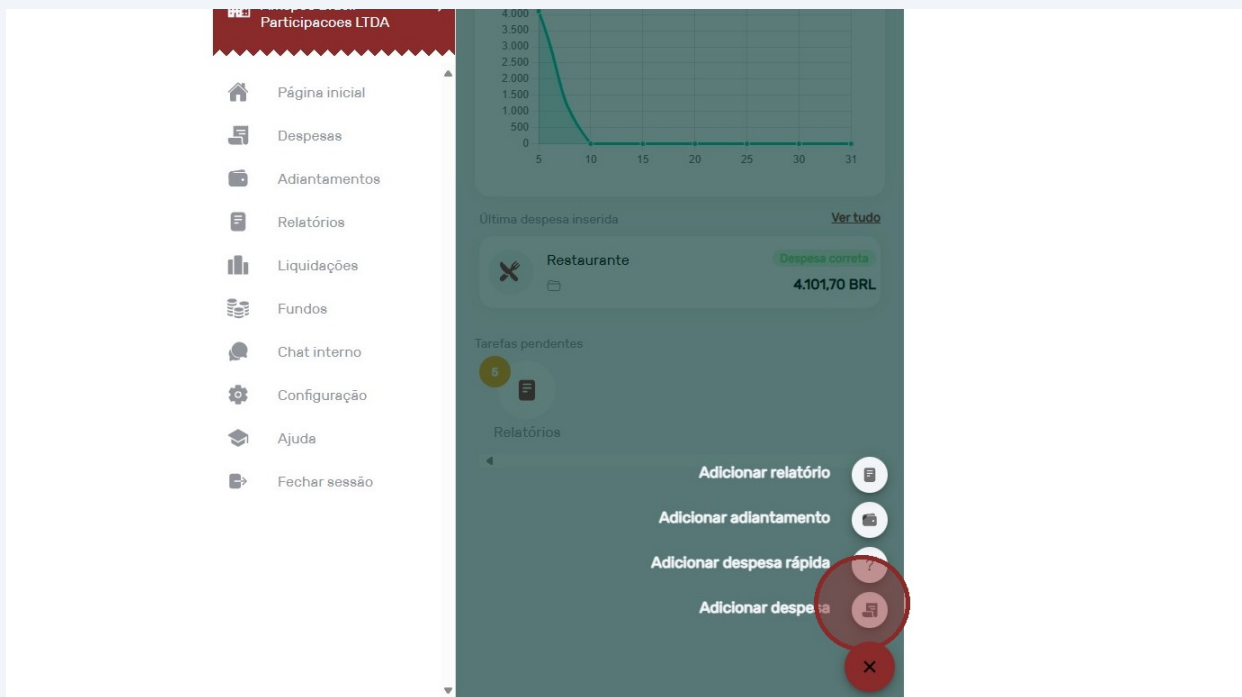 Participacoes LTDA
Página inicial
Despesas
Adiantamentos
Relatórios
Liquidações
Fundos
Chat interno
Configuração
Ajuda
Fechar sessão
4.000
3.500
3.000
2.500
2.000
1.500
1.000
500
0
5 10 15 20 25 30 31
Última despesa inserida Ver tudo
Restaurante Despesa correta
4.101,70 BRL
Tarefas pendentes
5
Relatórios
Adicionar relatório
Adicionar adiantamento
Adicionar despesa rápida ?
Adicionar despesa